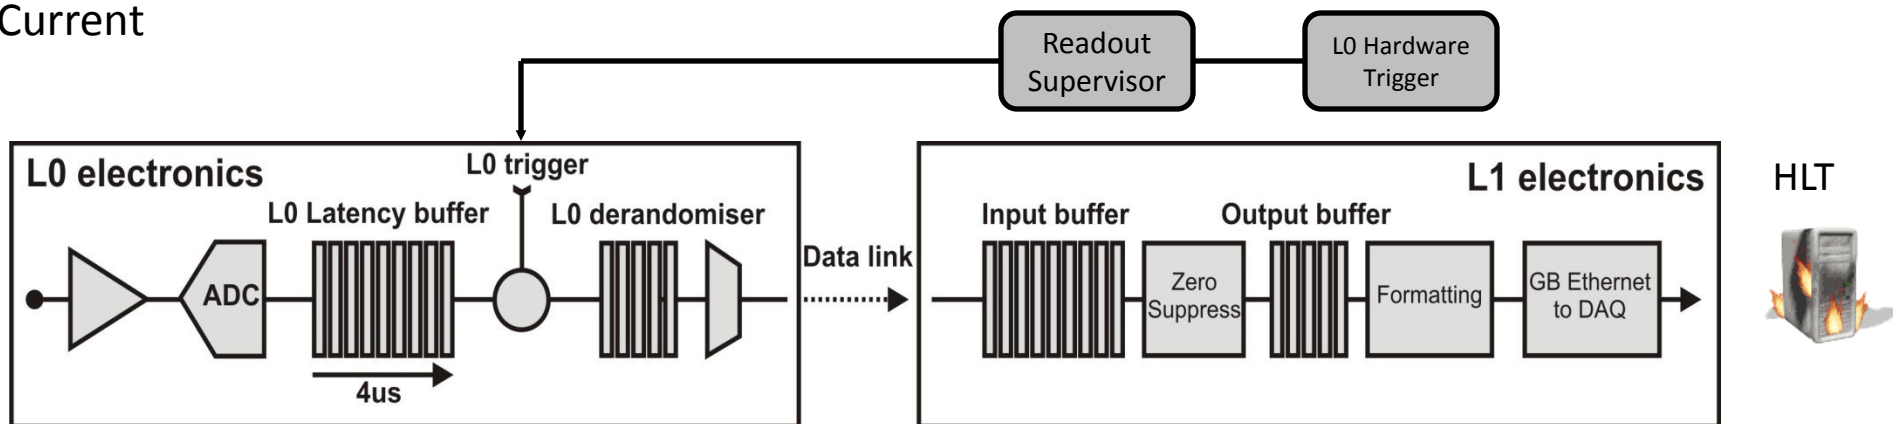 Current
Readout
Supervisor
L0 Hardware
Trigger
L0 electronics
L0 trigger
L0 Latency buffer
L0 derandomiser
ADC
4us
Data link
L1 electronics
Input buffer
Output buffer
Zero
Suppress
Formatting
GB Ethernet
to DAQ
HLT